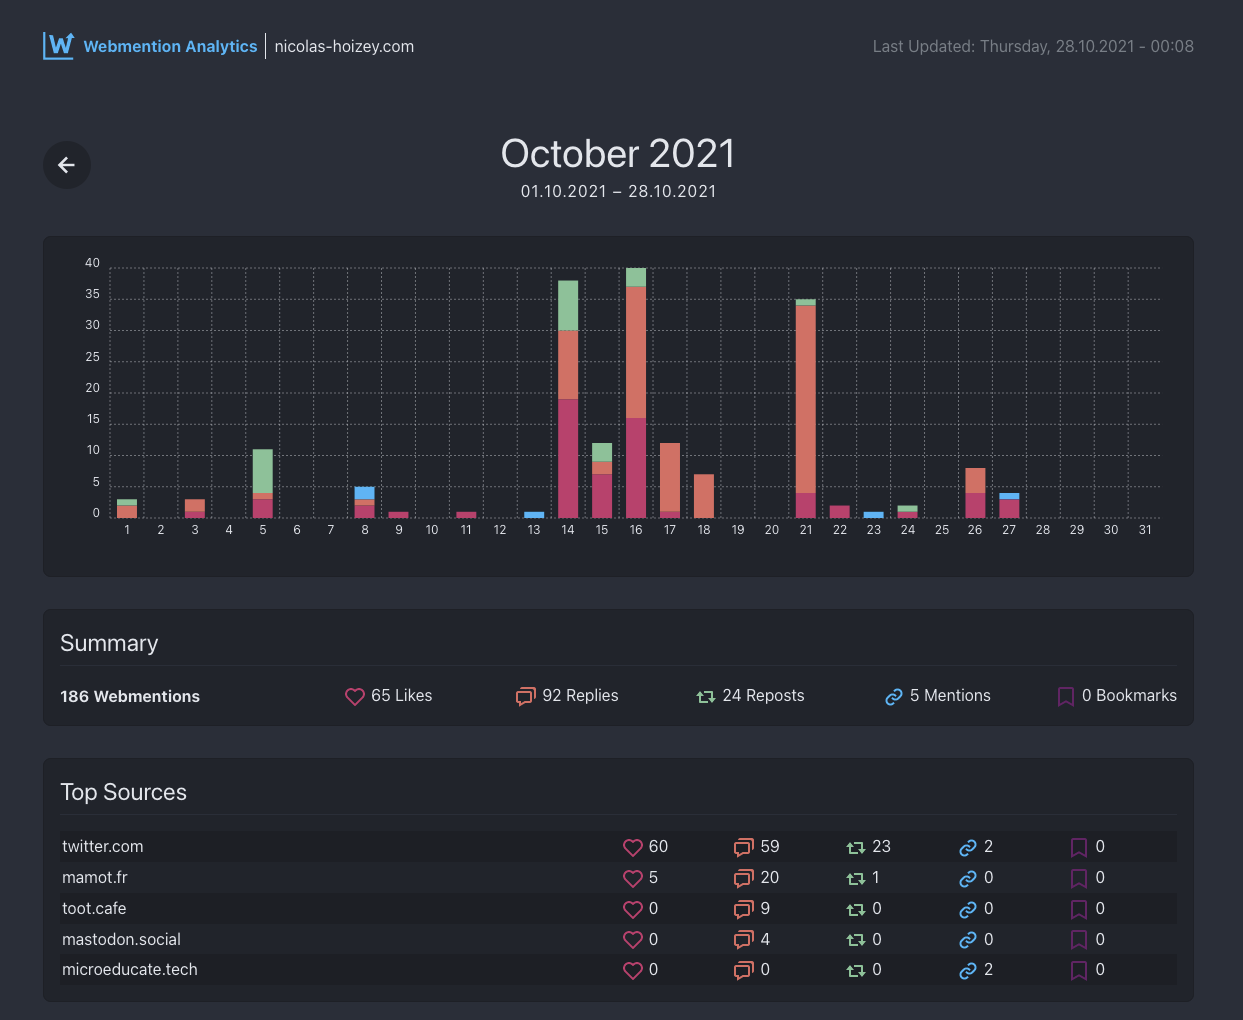 Webmention Analytics nicolas-hoizey.com Last Updated: Thursday, 28.10.2021 - 00:08
October 2021
01.10.2021 – 28.10.2021
40
35
30
25
20
15
10
5
0
1 2 3 4 5 6 7 8 9 10 11 12 13 14 15 16 17 18 19 20 21 22 23 24 25 26 27 28 29 30 31
Summary
186 Webmentions 65 Likes 92 Replies 24 Reposts 5 Mentions 0 Bookmarks
Top Sources
twitter.com 60 59 23 2 0
mamot.fr 5 20 1 0 0
toot.cafe 0 9 0 0 0
mastodon.social 0 4 0 0 0
microeducate.tech 0 0 0 2 0